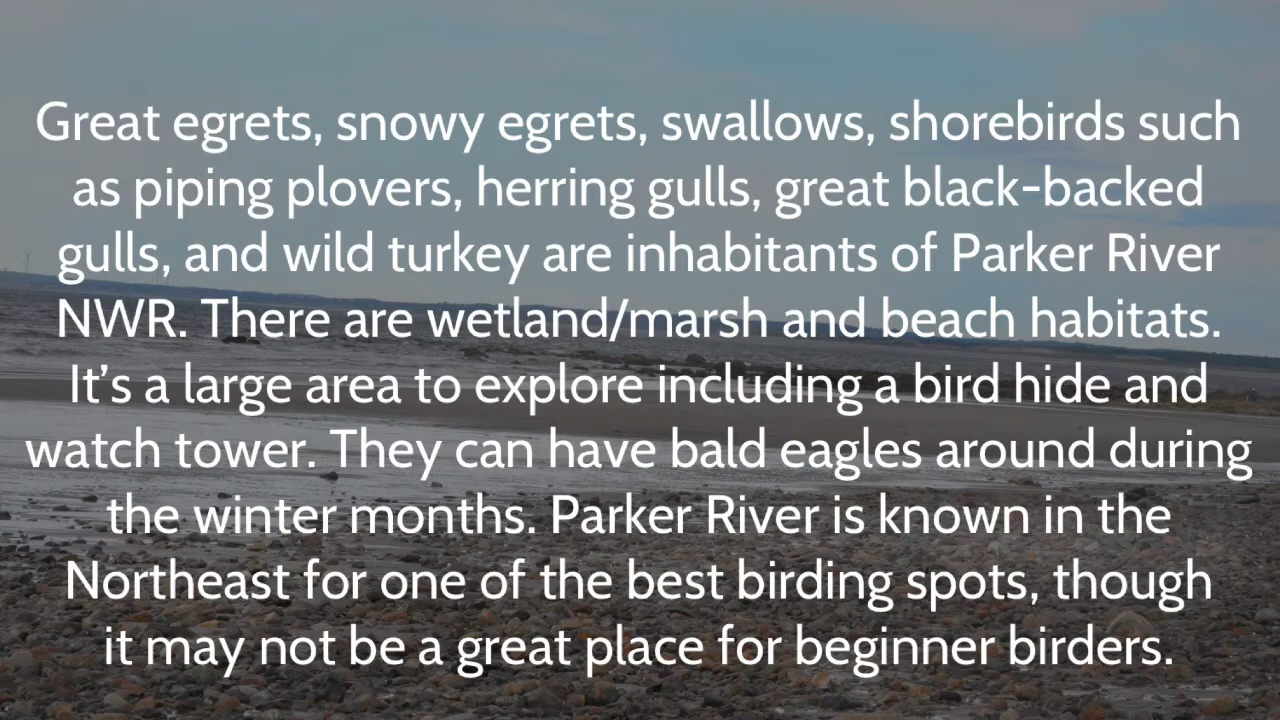 Great egrets, snowy egrets, swallows, shorebirds such
as piping plovers, herring gulls, great black-backed
gulls, and wild turkey are inhabitants of Parker River
NWR. There are wetland/marsh and beach habitats.
It’s a large area to explore including a bird hide and
watch tower. They can have bald eagles around during
the winter months. Parker River is known in the
Northeast for one of the best birding spots, though
it may not be a great place for beginner birders.